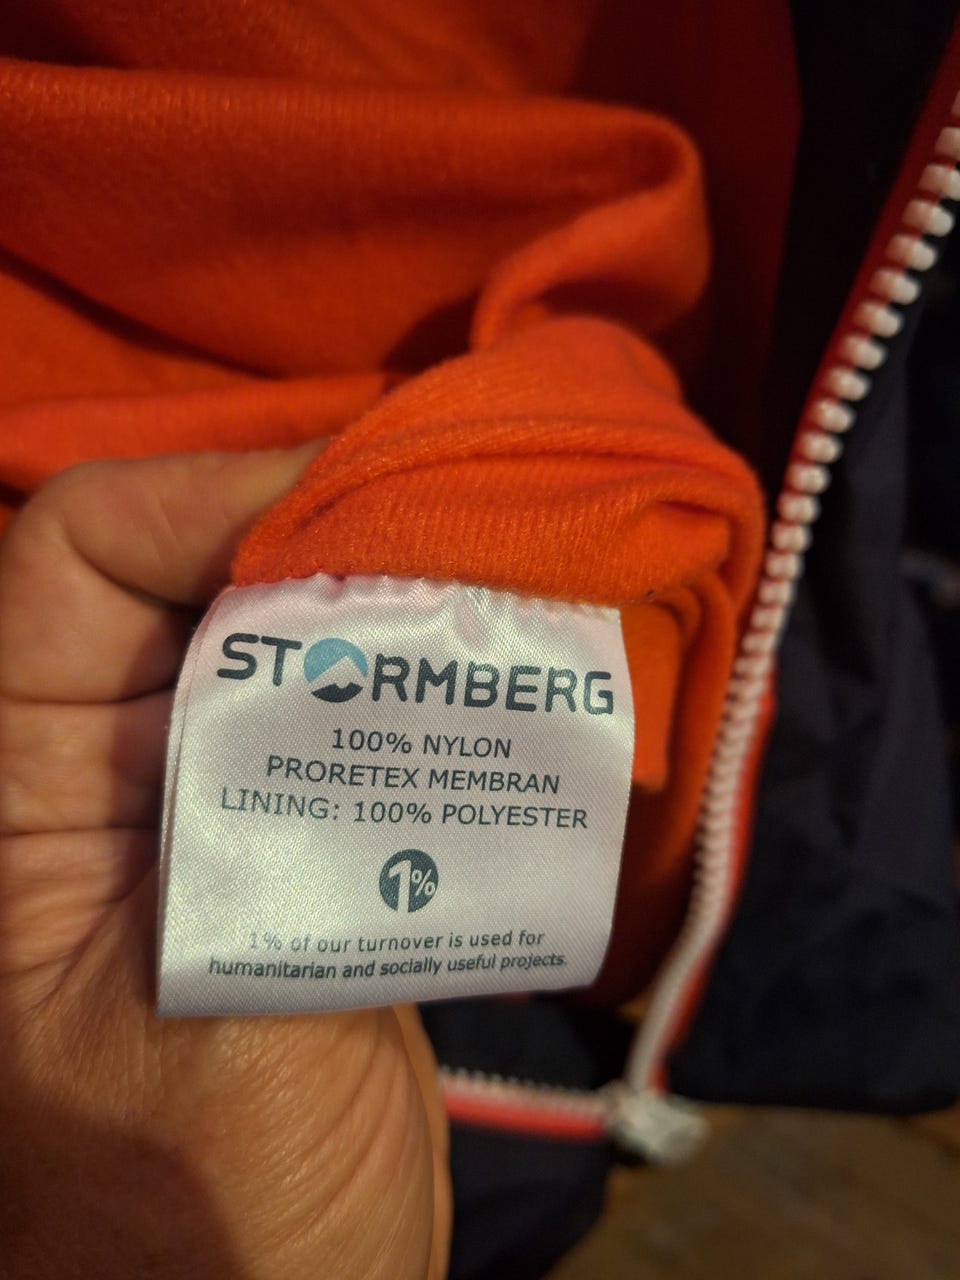 STORMBERG
100% NYLON
PRORETEX MEMBRAN
LINING: 100% POLYESTER
1%
1% of our turnover is used for
humanitarian and socially useful projects.